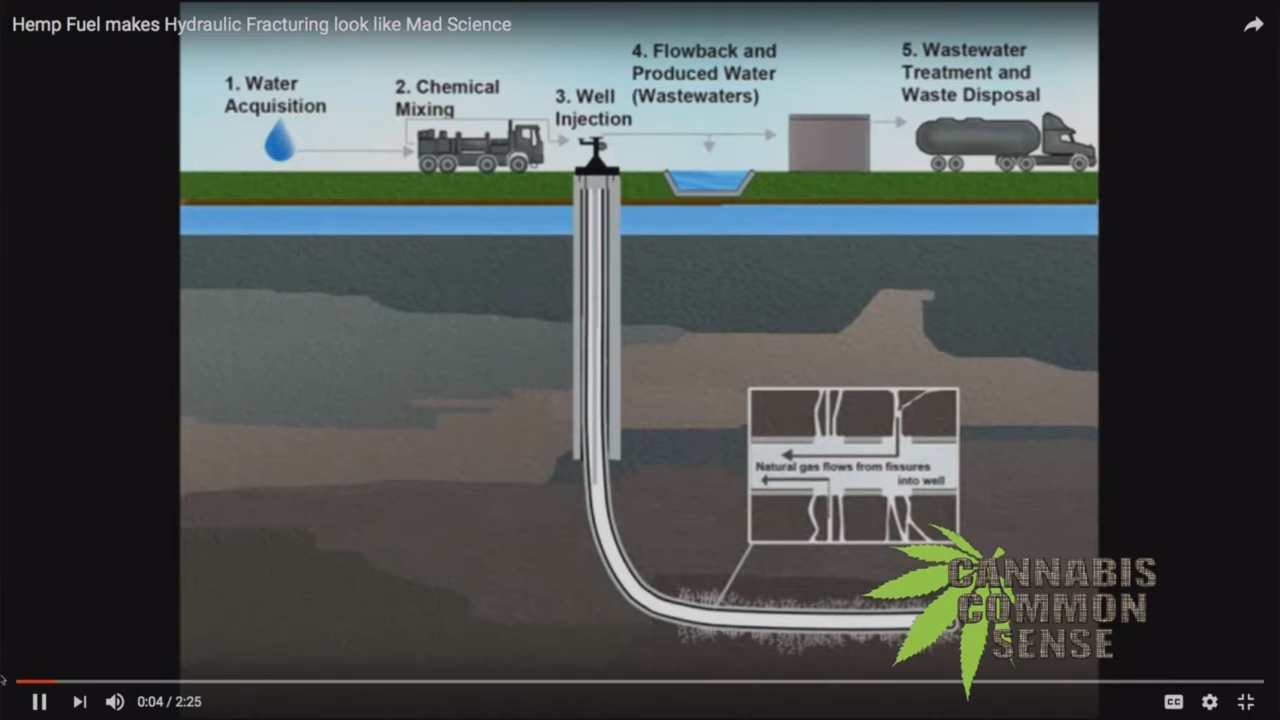 Hemp Fuel makes Hydraulic Fracturing look like Mad Science
1. Water
Acquisition
2. Chemical
Mixing
3. Well
Injection
4. Flowback and
Produced Water
(Wastewaters)
5. Wastewater
Treatment and
Waste Disposal
Natural gas flows from fissures
into well
CANNABIS
COMMON
SENSE
0:04 / 2:25
CC